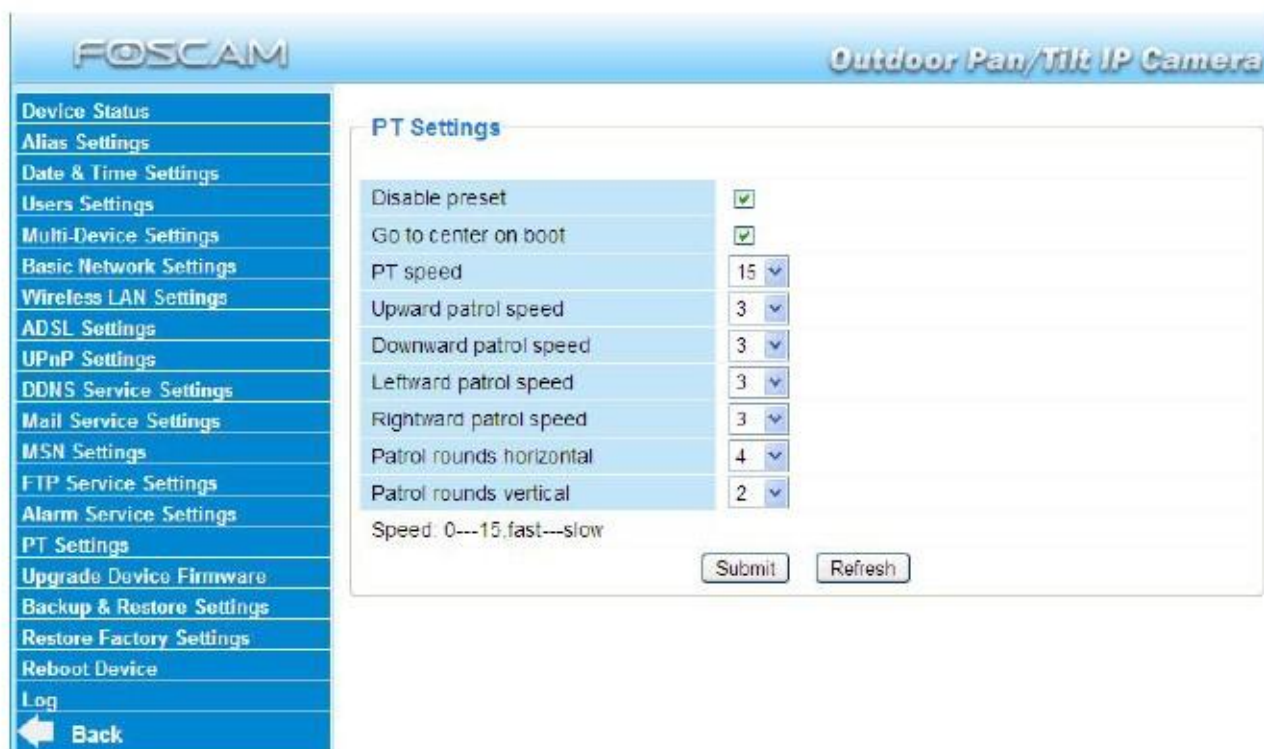 FOSCAM
Outdoor Pan/Tilt IP Camera
Device Status
Alias Settings
Date & Time Settings
Users Settings
Multi-Device Settings
Basic Network Settings
Wireless LAN Settings
ADSL Settings
UPnP Settings
DDNS Service Settings
Mail Service Settings
MSN Settings
FTP Service Settings
Alarm Service Settings
PT Settings
Upgrade Device Firmware
Backup & Restore Settings
Restore Factory Settings
Reboot Device
Log
Back
PT Settings
Disable preset
Go to center on boot
PT speed 15
Upward patrol speed 3
Downward patrol speed 3
Leftward patrol speed 3
Rightward patrol speed 3
Patrol rounds horizontal 4
Patrol rounds vertical 2
Speed: 0---15,fast---slow
Submit Refresh